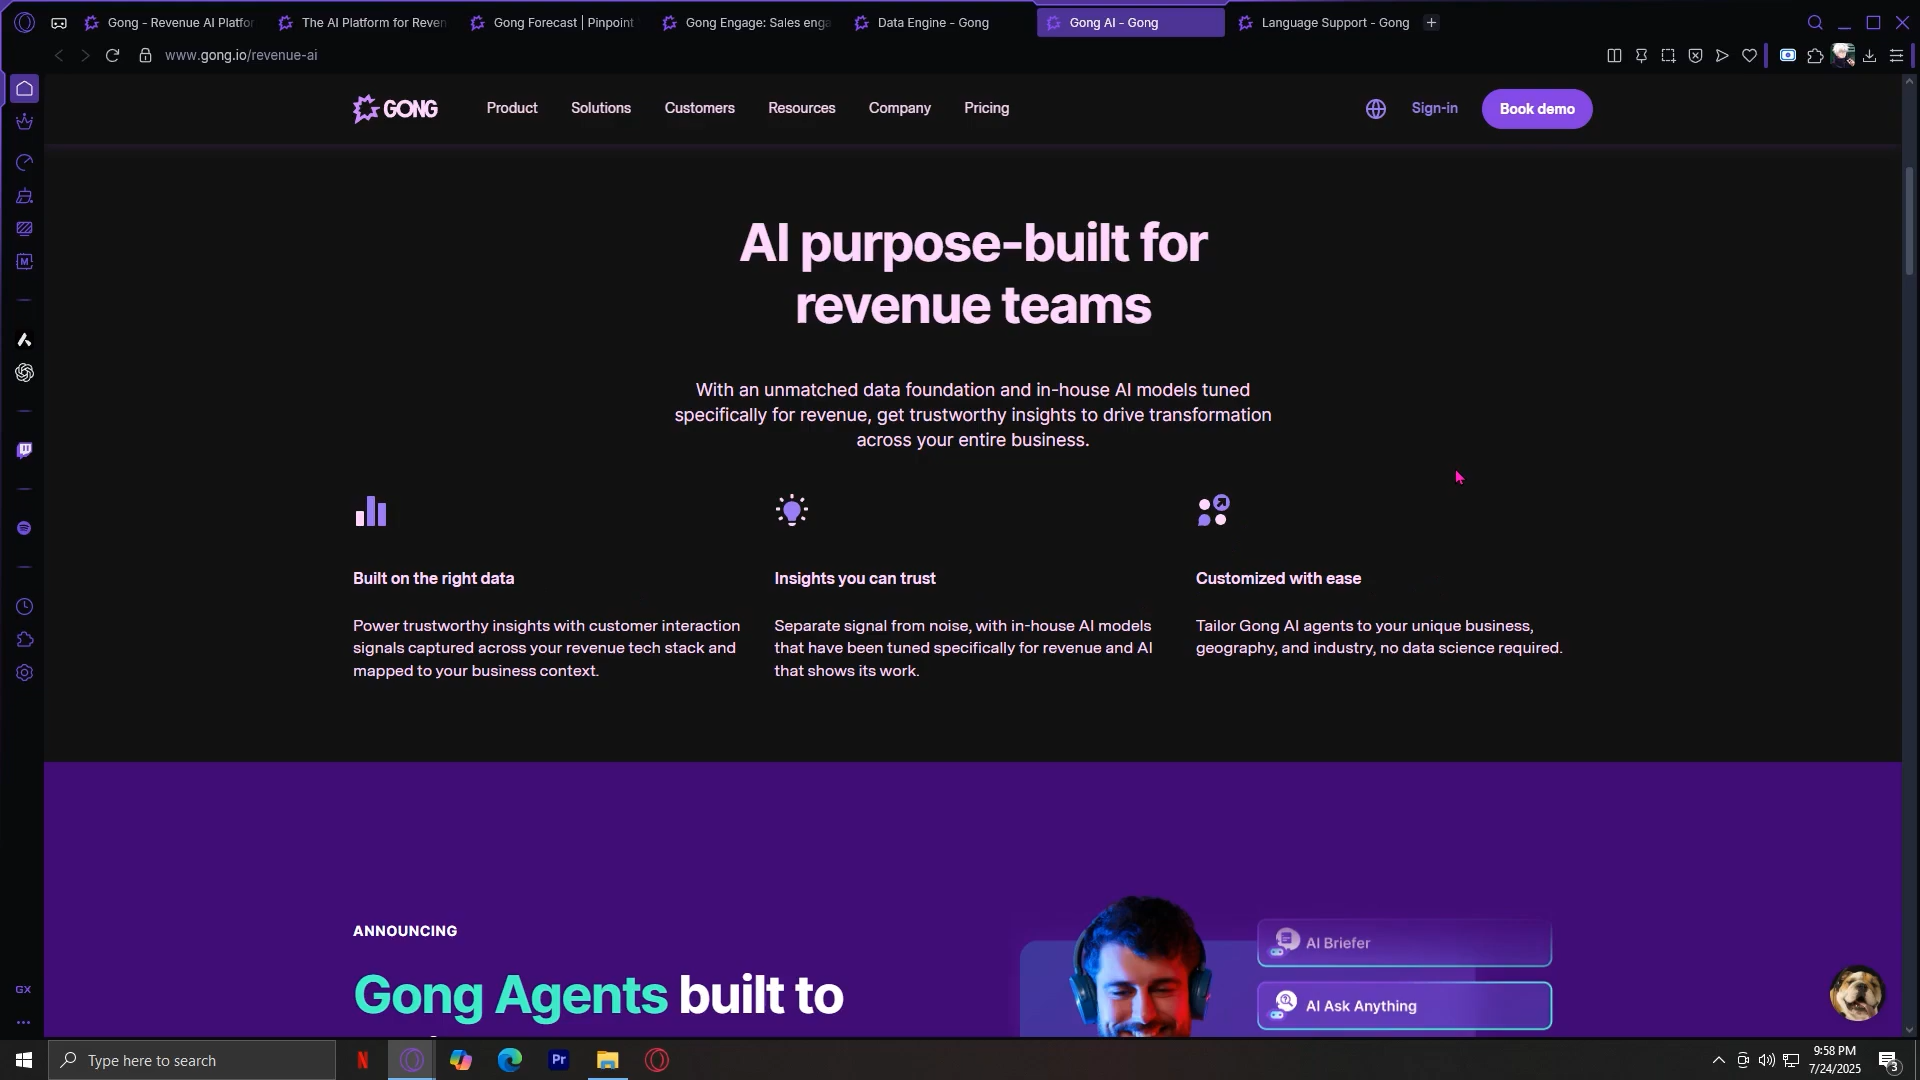 Gong - Revenue AI Platfor
The AI Platform for Reven
Gong Forecast | Pinpoint
Gong Engage: Sales enga
Data Engine - Gong
Gong AI - Gong
Language Support - Gong
www.gong.io/revenue-ai
GONG
Product
Solutions
Customers
Resources
Company
Pricing
Sign-in
Book demo
AI purpose-built for
revenue teams
With an unmatched data foundation and in-house AI models tuned
specifically for revenue, get trustworthy insights to drive transformation
across your entire business.
Built on the right data
Power trustworthy insights with customer interaction
signals captured across your revenue tech stack and
mapped to your business context.
Insights you can trust
Separate signal from noise, with in-house AI models
that have been tuned specifically for revenue and AI
that shows its work.
Customized with ease
Tailor Gong AI agents to your unique business,
geography, and industry, no data science required.
ANNOUNCING
Gong Agents built to
AI Briefer
AI Ask Anything
M
GX
Type here to search
N
Pr
9:58 PM
7/24/2025
3